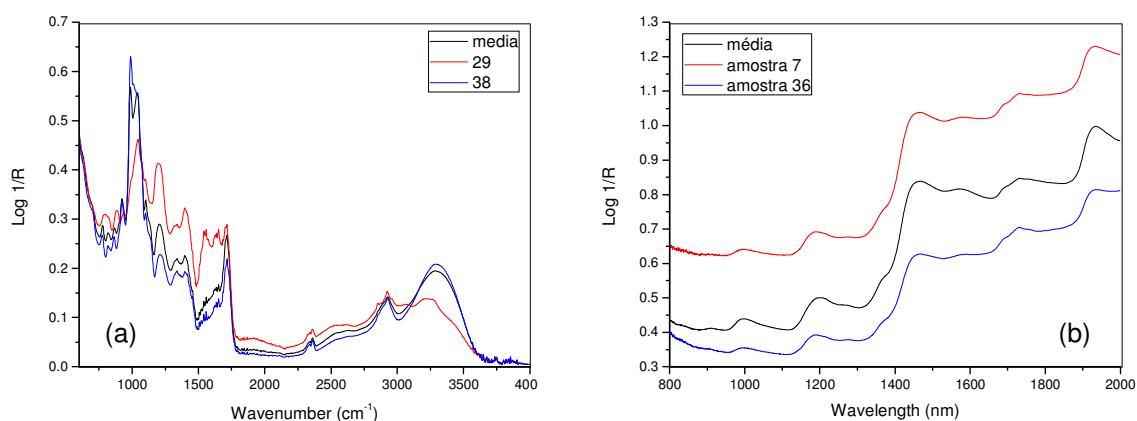 0.7
0.6
0.5
0.4
0.3
0.2
0.1
0.0
Log 1/R
media
29
38
(a)
1000 1500 2000 2500 3000 3500 400
Wavenumber (cm⁻¹)
1.3
1.2
1.1
1.0
0.9
0.8
0.7
0.6
0.5
0.4
0.3
Log 1/R
média
amostra 7
amostra 36
(b)
800 1000 1200 1400 1600 1800 2000
Wavelength (nm)